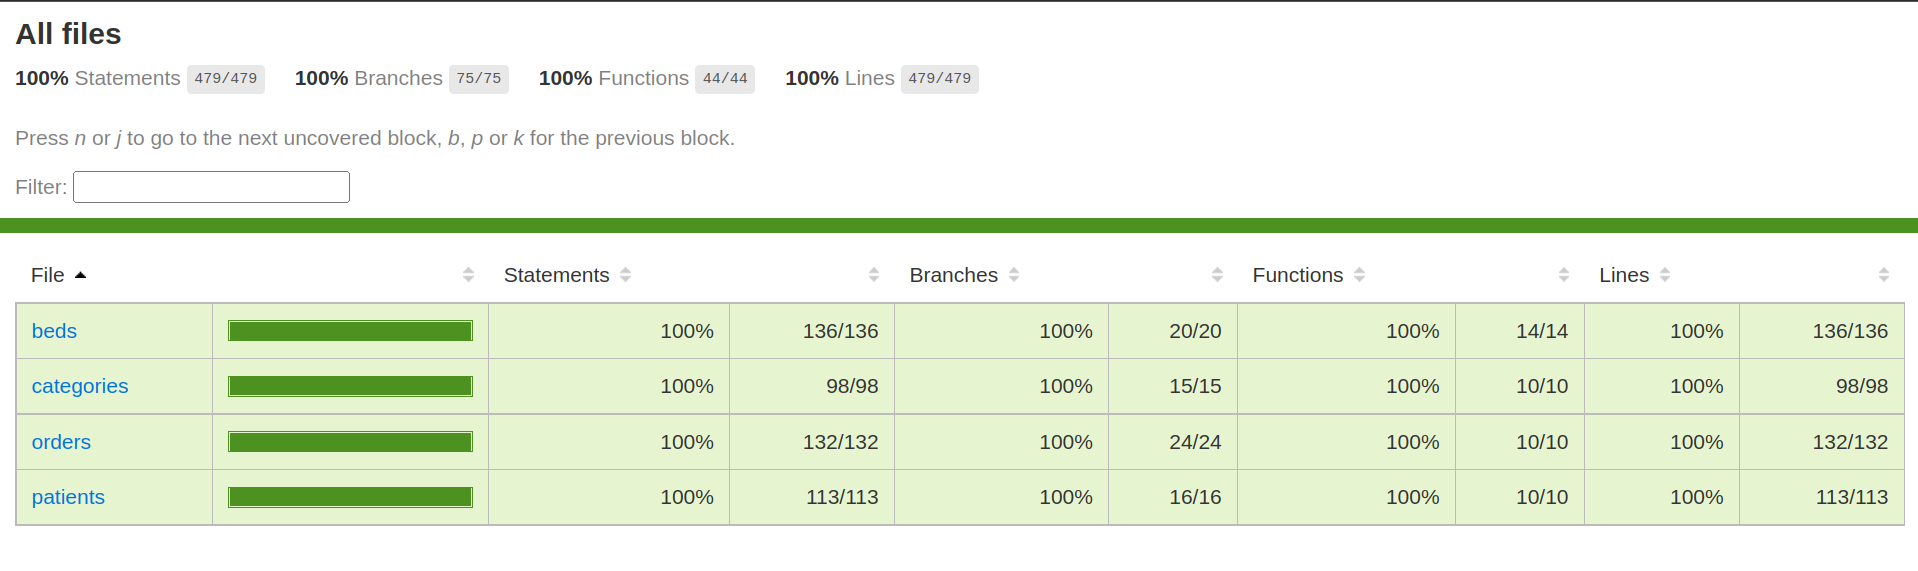 All files
100% Statements 479/479 100% Branches 75/75 100% Functions 44/44 100% Lines 479/479
Press n or j to go to the next uncovered block, b, p or k for the previous block.
Filter:
File Statements Branches Functions Lines
beds 100% 136/136 100% 20/20 100% 14/14 100% 136/136
categories 100% 98/98 100% 15/15 100% 10/10 100% 98/98
orders 100% 132/132 100% 24/24 100% 10/10 100% 132/132
patients 100% 113/113 100% 16/16 100% 10/10 100% 113/113